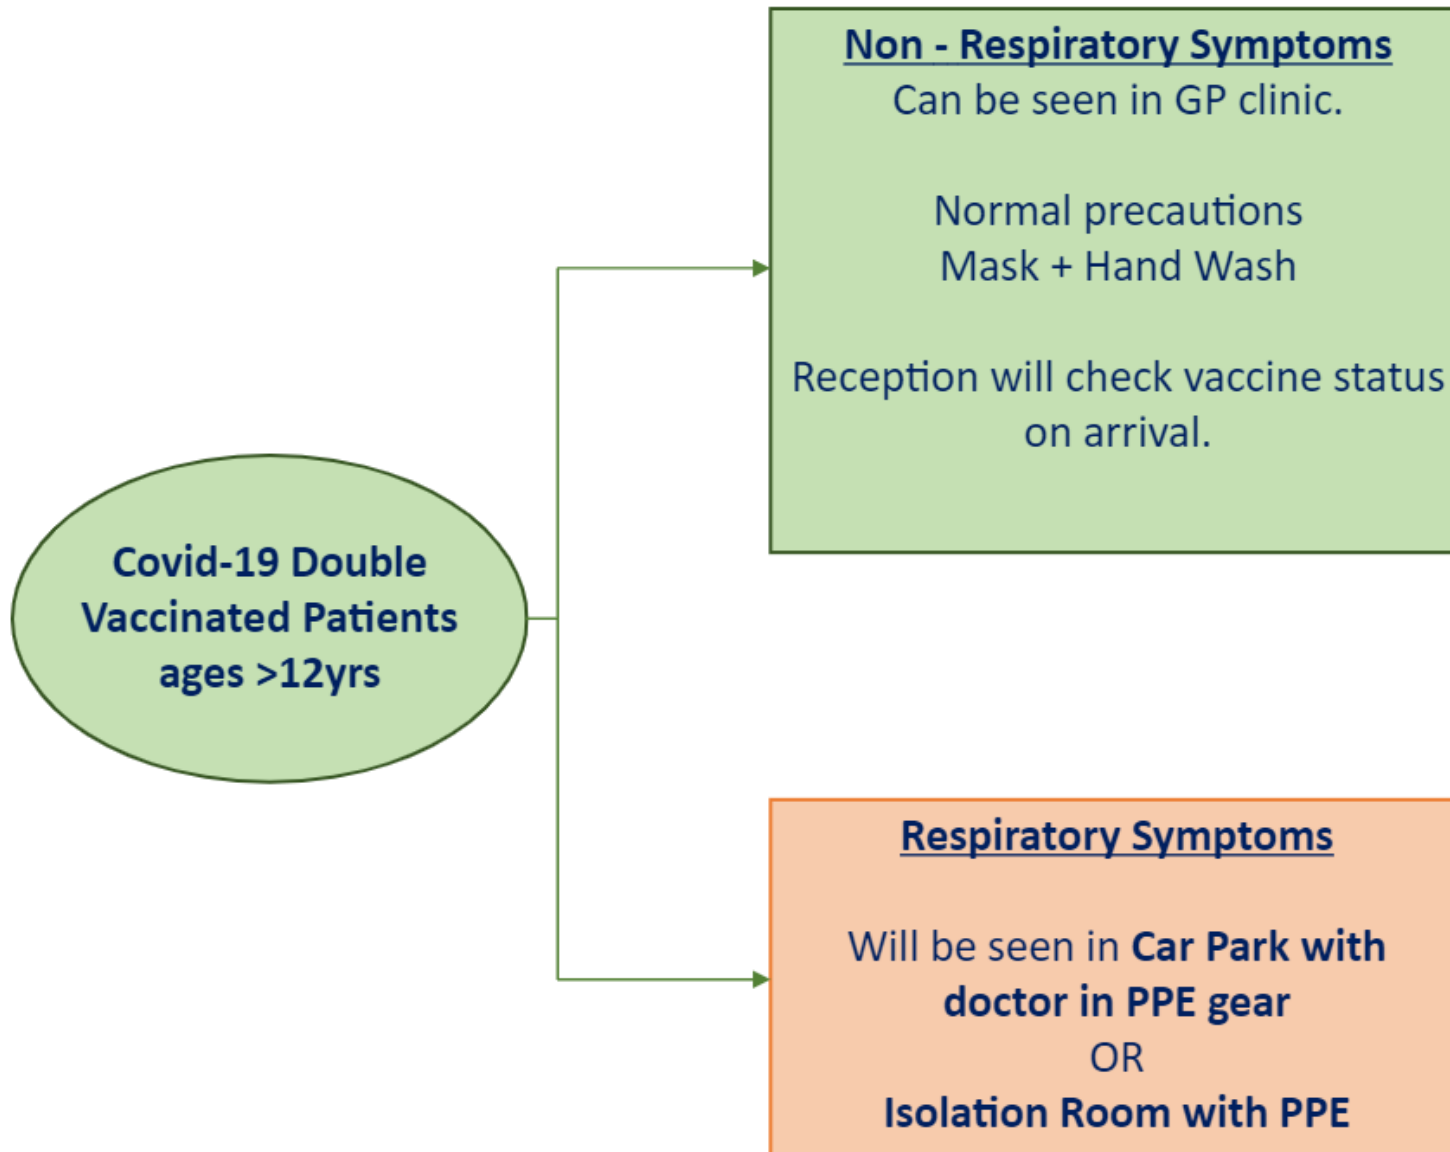 Non - Respiratory Symptoms
Can be seen in GP clinic.
Normal precautions
Mask + Hand Wash
Reception will check vaccine status
on arrival.
Covid-19 Double
Vaccinated Patients
ages >12yrs
Respiratory Symptoms
Will be seen in Car Park with
doctor in PPE gear
OR
Isolation Room with PPE